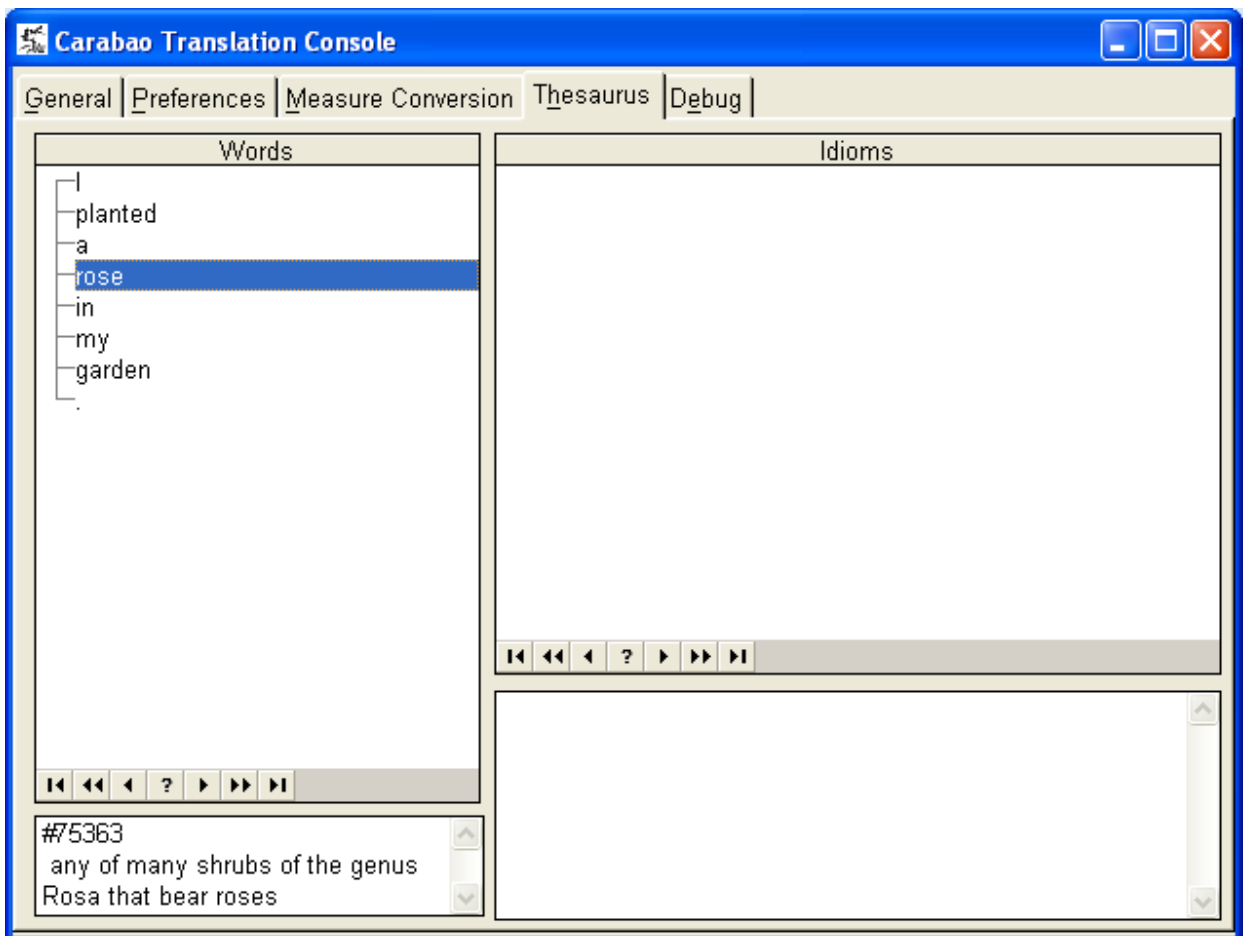 Carabao Translation Console
General Preferences Measure Conversion Thesaurus Debug
Words
I
planted
a
rose
in
my
garden
.
Idioms
?
?
#75363
any of many shrubs of the genus
Rosa that bear roses